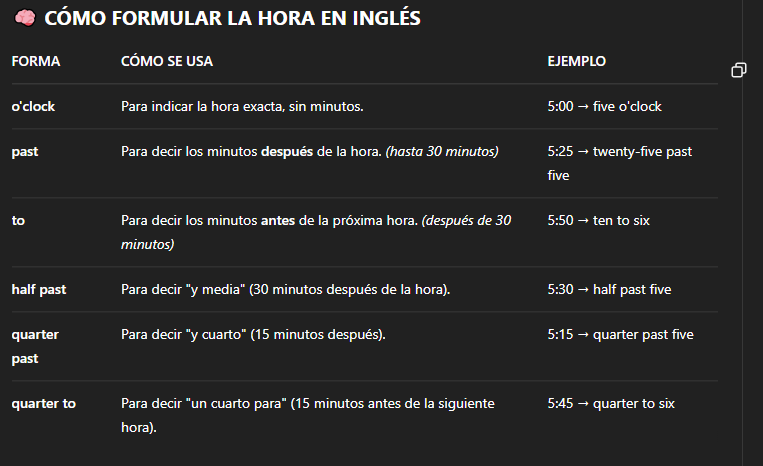 🧠 CÓMO FORMULAR LA HORA EN INGLÉS
FORMA CÓMO SE USA EJEMPLO
o'clock Para indicar la hora exacta, sin minutos. 5:00 → five o'clock
past Para decir los minutos después de la hora. (hasta 30 minutos) 5:25 → twenty-five past
five
to Para decir los minutos antes de la próxima hora. (después de 30 5:50 → ten to six
minutos)
half past Para decir "y media" (30 minutos después de la hora). 5:30 → half past five
quarter Para decir "y cuarto" (15 minutos después). 5:15 → quarter past five
past
quarter to Para decir "un cuarto para" (15 minutos antes de la siguiente 5:45 → quarter to six
hora).